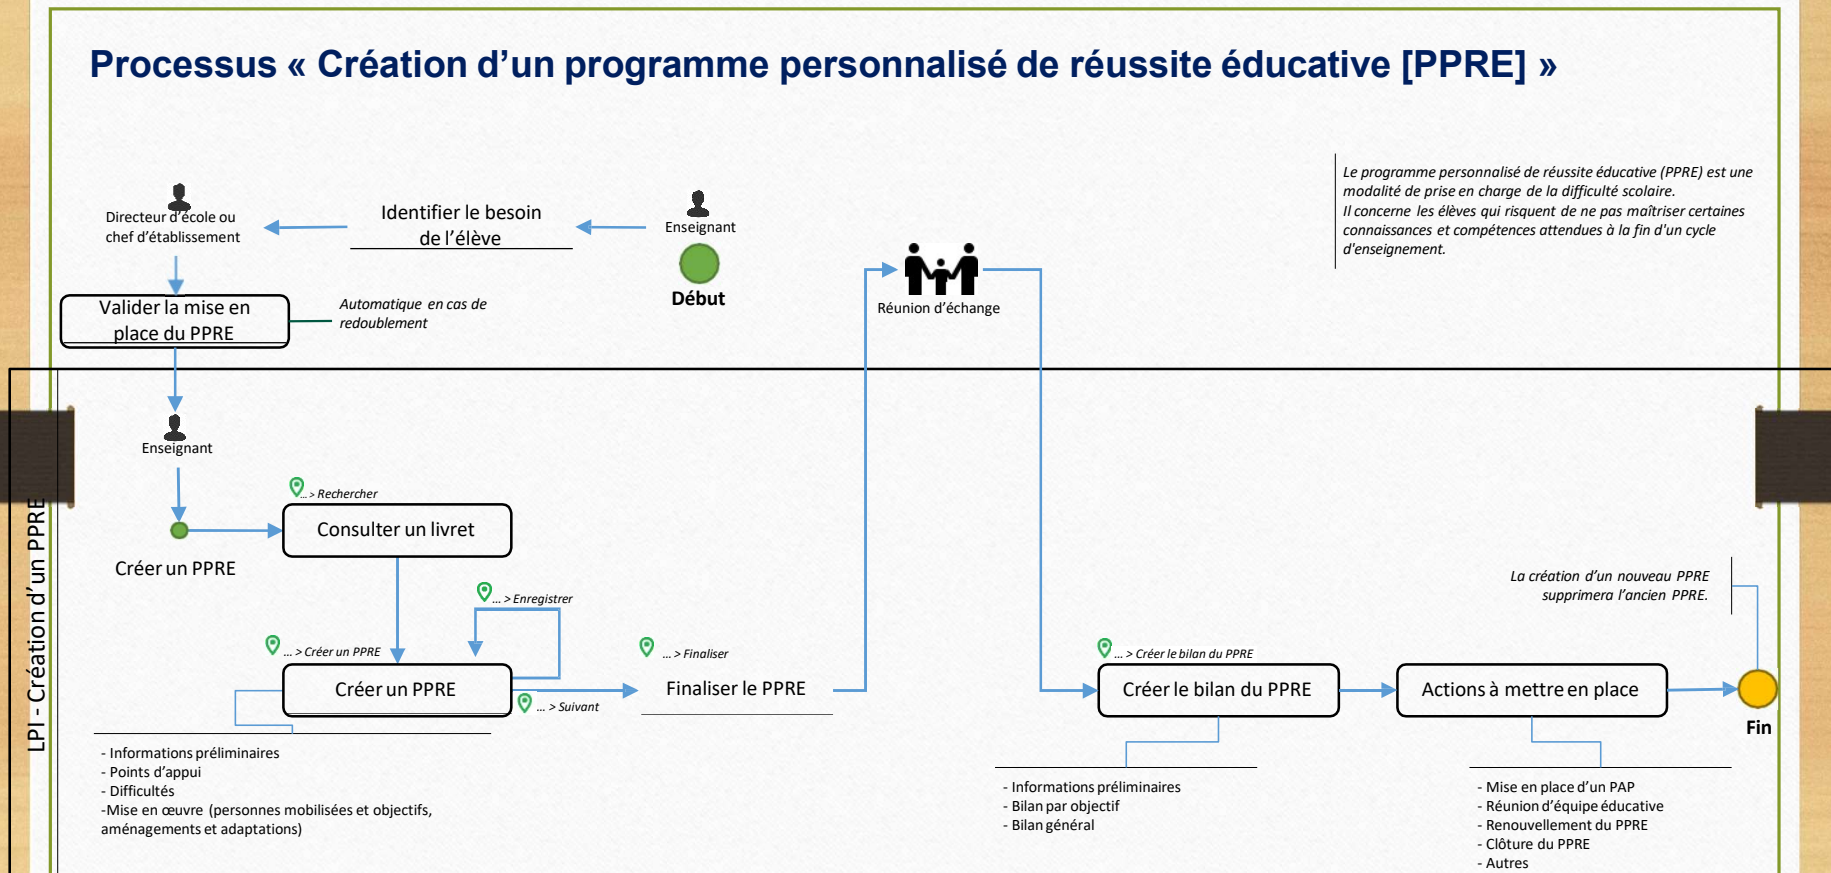 Processus « Création d’un programme personnalisé de réussite éducative [PPRE] »
Le programme personnalisé de réussite éducative (PPRE) est une
modalité de prise en charge de la difficulté scolaire.
Il concerne les élèves qui risquent de ne pas maîtriser certaines
connaissances et compétences attendues à la fin d'un cycle
d'enseignement.
Directeur d’école ou
chef d’établissement
Identifier le besoin
de l’élève
Enseignant
Début
Valider la mise en
place du PPRE
Automatique en cas de
redoublement
Réunion d’échange
LPI - Création d’un PPRE
Enseignant
Créer un PPRE
... > Rechercher
Consulter un livret
... > Enregistrer
... > Créer un PPRE
Créer un PPRE
... > Suivant
... > Finaliser
Finaliser le PPRE
... > Créer le bilan du PPRE
Créer le bilan du PPRE
Actions à mettre en place
La création d’un nouveau PPRE
supprimera l’ancien PPRE.
Fin
- Informations préliminaires
- Points d’appui
- Difficultés
-Mise en œuvre (personnes mobilisées et objectifs,
aménagements et adaptations)
- Informations préliminaires
- Bilan par objectif
- Bilan général
- Mise en place d’un PAP
- Réunion d’équipe éducative
- Renouvellement du PPRE
- Clôture du PPRE
- Autres